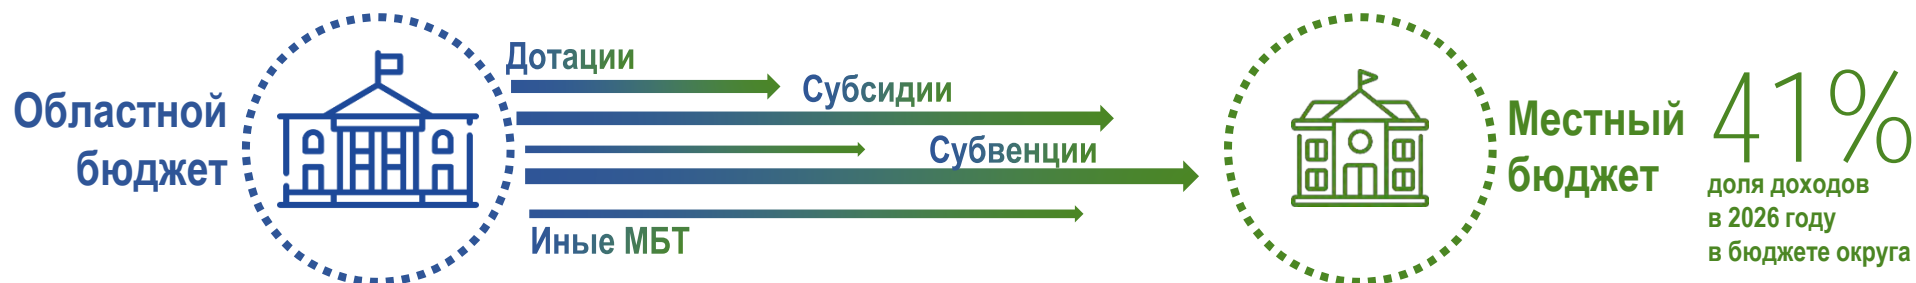 Областной
бюджет
Дотации
Субсидии
Субвенции
Иные МБТ
Местный
бюджет
41%
доля доходов
в 2026 году
в бюджете округа